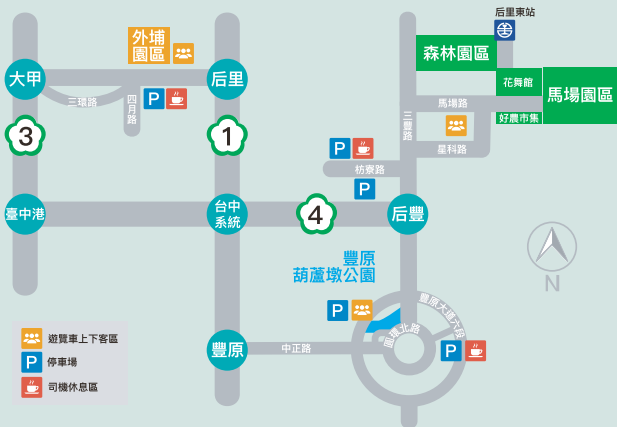 后里東站
外埔
園區
森林園區
大甲
后里
花舞館
馬場園區
三環路
四月路
P
馬場路
三豐路
好農市集
3
1
P
星科路
枋寮路
P
臺中港
台中
系統
4
后豐
豐原
葫蘆墩公園
N
P
豐原大道六段
圓環北路
遊覽車上下客區
豐原
中正路
P
P
停車場
司機休息區